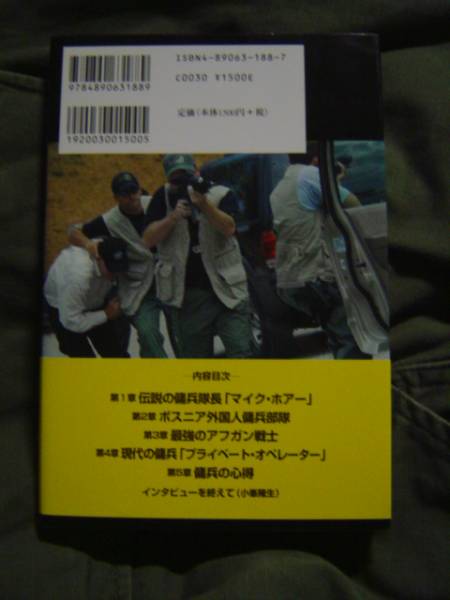 ISBN4-89063-188-7
C0030 ¥1500E
9784890631889
定価(本体1500円+税)
1920030015005
—内容目次—
第1章 伝説の傭兵隊長「マイク・ホアー」
第2章 ボスニア外国人傭兵部隊
第3章 最強のアフガン戦士
第4章 現代の傭兵「プライベート・オペレーター」
第5章 傭兵の心得
インタビューを終えて(小峯隆生)